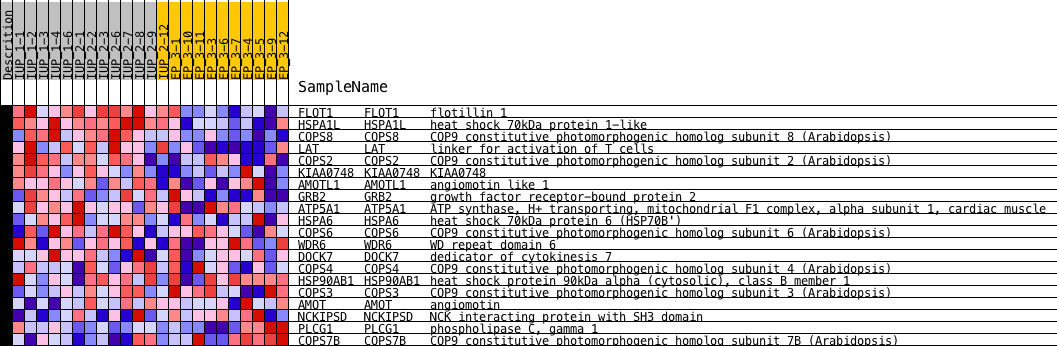 Descrition
IUP_1-1
IUP_1-2
IUP_1-3
IUP_1-4
IUP_1-6
IUP_2-1
IUP_2-2
IUP_2-3
IUP_2-6
IUP_2-7
IUP_2-8
IUP_2-9
IUP_2-12
EP_3-1
EP_3-10
EP_3-11
EP_3-3
EP_3-6
EP_3-7
EP_3-4
EP_3-5
EP_3-9
EP_3-12
SampleName
FLOT1 FLOT1 flotillin 1
HSPA1L HSPA1L heat shock 70kDa protein 1-like
COPS8 COPS8 COP9 constitutive photomorphogenic homolog subunit 8 (Arabidopsis)
LAT LAT linker for activation of T cells
COPS2 COPS2 COP9 constitutive photomorphogenic homolog subunit 2 (Arabidopsis)
KIAA0748 KIAA0748 KIAA0748
AMOTL1 AMOTL1 angiomotin like 1
GRB2 GRB2 growth factor receptor-bound protein 2
ATP5A1 ATP5A1 ATP synthase, H+ transporting, mitochondrial F1 complex, alpha subunit 1, cardiac muscle
HSPA6 HSPA6 heat shock 70kDa protein 6 (HSP70B')
COPS6 COPS6 COP9 constitutive photomorphogenic homolog subunit 6 (Arabidopsis)
WDR6 WDR6 WD repeat domain 6
DOCK7 DOCK7 dedicator of cytokinesis 7
COPS4 COPS4 COP9 constitutive photomorphogenic homolog subunit 4 (Arabidopsis)
HSP90AB1 HSP90AB1 heat shock protein 90kDa alpha (cytosolic), class B member 1
COPS3 COPS3 COP9 constitutive photomorphogenic homolog subunit 3 (Arabidopsis)
AMOT AMOT angiomotin
NCKIPSD NCKIPSD NCK interacting protein with SH3 domain
PLCG1 PLCG1 phospholipase C, gamma 1
COPS7B COPS7B COP9 constitutive photomorphogenic homolog subunit 7B (Arabidopsis)